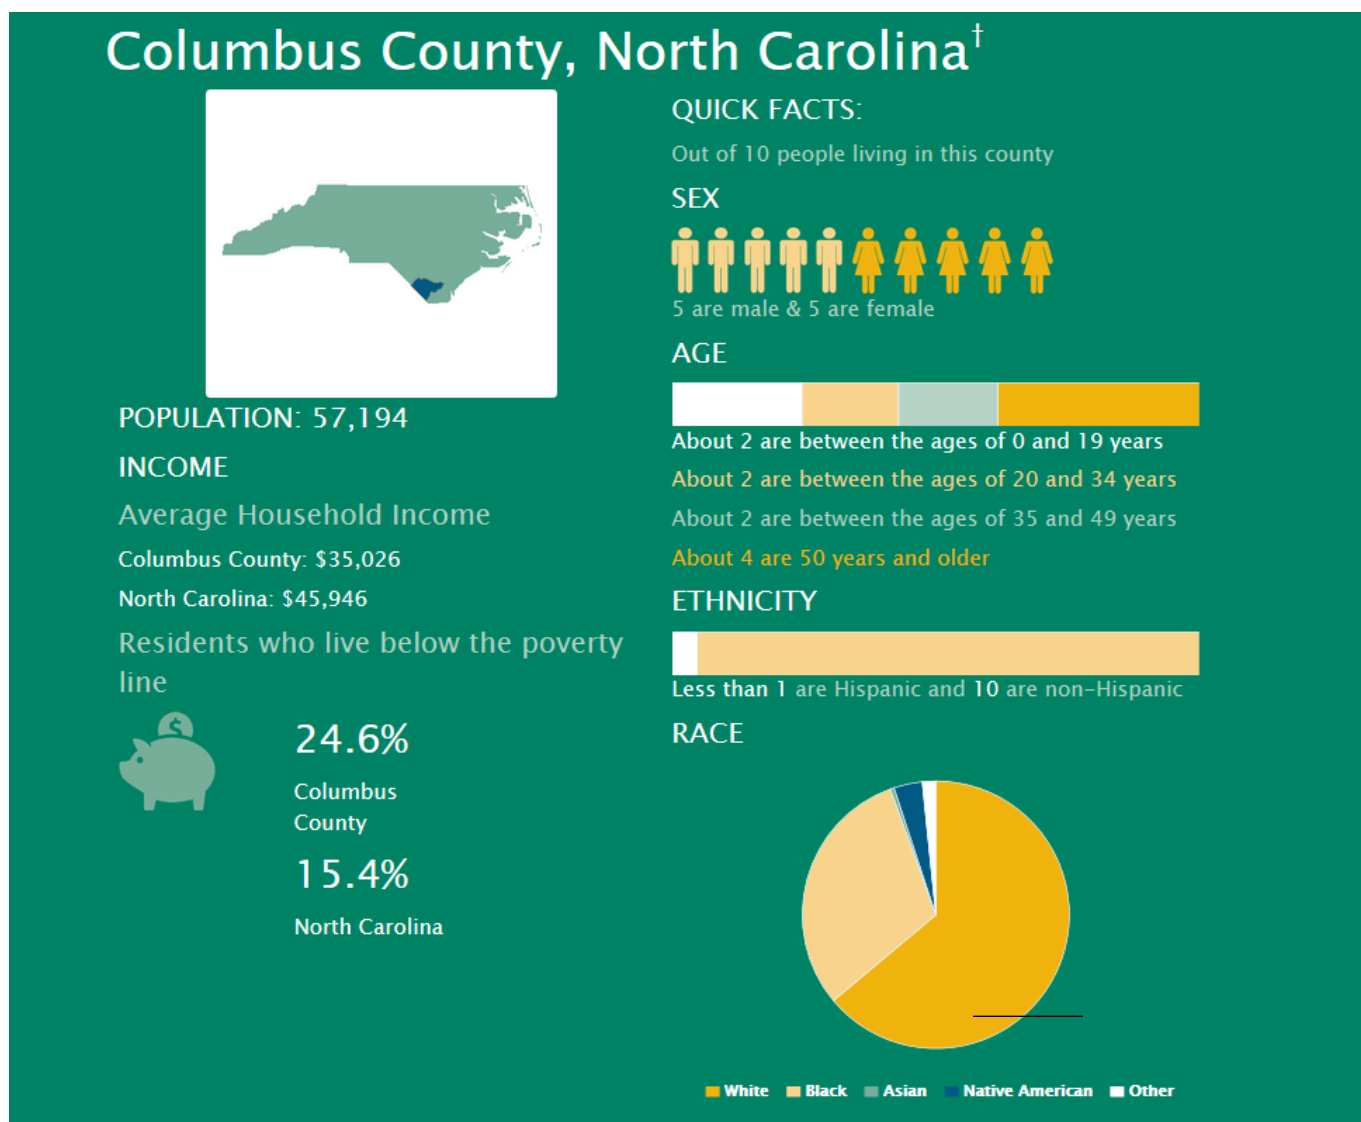 Columbus County, North Carolina†
POPULATION: 57,194
INCOME
Average Household Income
Columbus County: $35,026
North Carolina: $45,946
Residents who live below the poverty
line
$
24.6%
Columbus
County
15.4%
North Carolina
QUICK FACTS:
Out of 10 people living in this county
SEX
5 are male & 5 are female
AGE
About 2 are between the ages of 0 and 19 years
About 2 are between the ages of 20 and 34 years
About 2 are between the ages of 35 and 49 years
About 4 are 50 years and older
ETHNICITY
Less than 1 are Hispanic and 10 are non-Hispanic
RACE
White Black Asian Native American Other